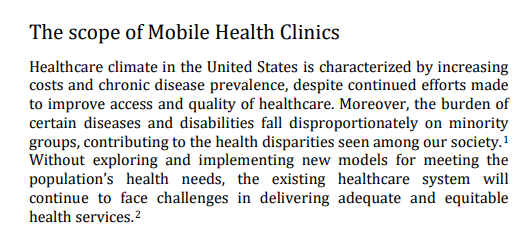 The scope of Mobile Health Clinics
Healthcare climate in the United States is characterized by increasing
costs and chronic disease prevalence, despite continued efforts made
to improve access and quality of healthcare. Moreover, the burden of
certain diseases and disabilities fall disproportionately on minority
groups, contributing to the health disparities seen among our society.¹
Without exploring and implementing new models for meeting the
population’s health needs, the existing healthcare system will
continue to face challenges in delivering adequate and equitable
health services.²